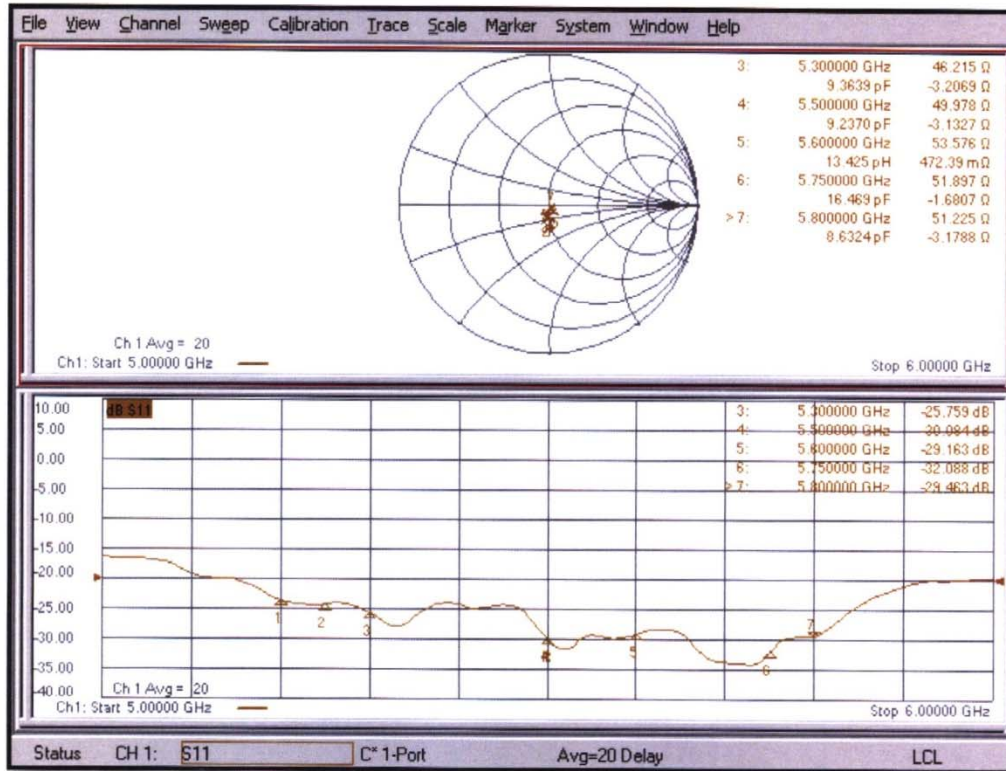 File View Channel Sweep Calibration Trace Scale Marker System Window Help
3: 5.300000 GHz 46.215 Ω
9.3639 pF -3.2069 Ω
4: 5.500000 GHz 49.978 Ω
9.2370 pF -3.1327 Ω
5: 5.600000 GHz 53.576 Ω
13.425 pH 472.39 mΩ
6: 5.750000 GHz 51.897 Ω
16.469 pF -1.6807 Ω
>7: 5.800000 GHz 51.225 Ω
8.6324 pF -3.1788 Ω
Ch 1 Avg = 20
Ch1: Start 5.00000 GHz Stop 6.00000 GHz
10.00 dB S11 3: 5.300000 GHz -25.759 dB
5.00 4: 5.500000 GHz -30.084 dB
5: 5.600000 GHz -29.163 dB
0.00 6: 5.750000 GHz -32.088 dB
-5.00 >7: 5.800000 GHz -29.463 dB
-10.00
-15.00
-20.00
-25.00
1 2 3
7
-30.00
5
6
-35.00
-40.00 Ch 1 Avg = 20
Ch1: Start 5.00000 GHz Stop 6.00000 GHz
Status CH 1: S11 C* 1-Port Avg=20 Delay LCL